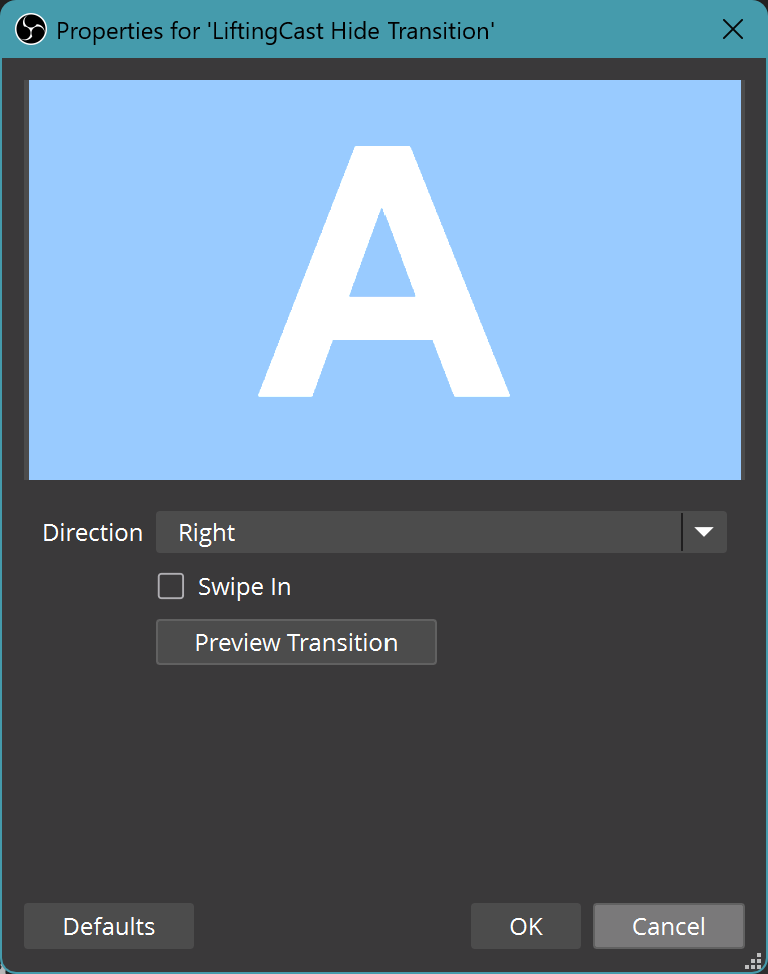 Properties for 'LiftingCast Hide Transition'
A
Direction Right
Swipe In
Preview Transition
Defaults OK Cancel